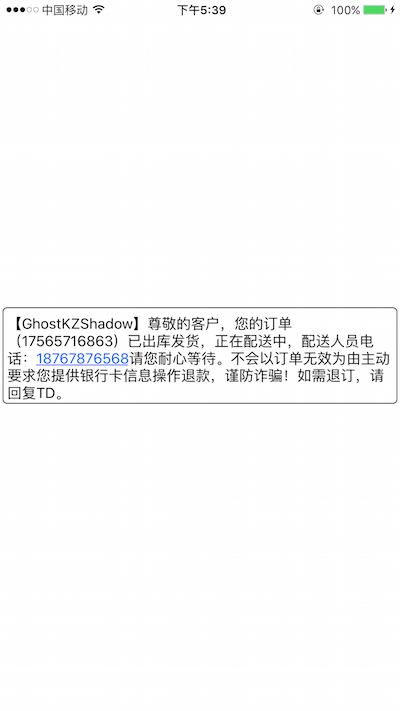 中国移动 下午5:39 100%
【GhostKZShadow】尊敬的客户，您的订单
（17565716863）已出库发货，正在配送中，配送人员电
话：18767876568请您耐心等待。不会以订单无效为由主动
要求您提供银行卡信息操作退款，谨防诈骗！如需退订，请
回复TD。